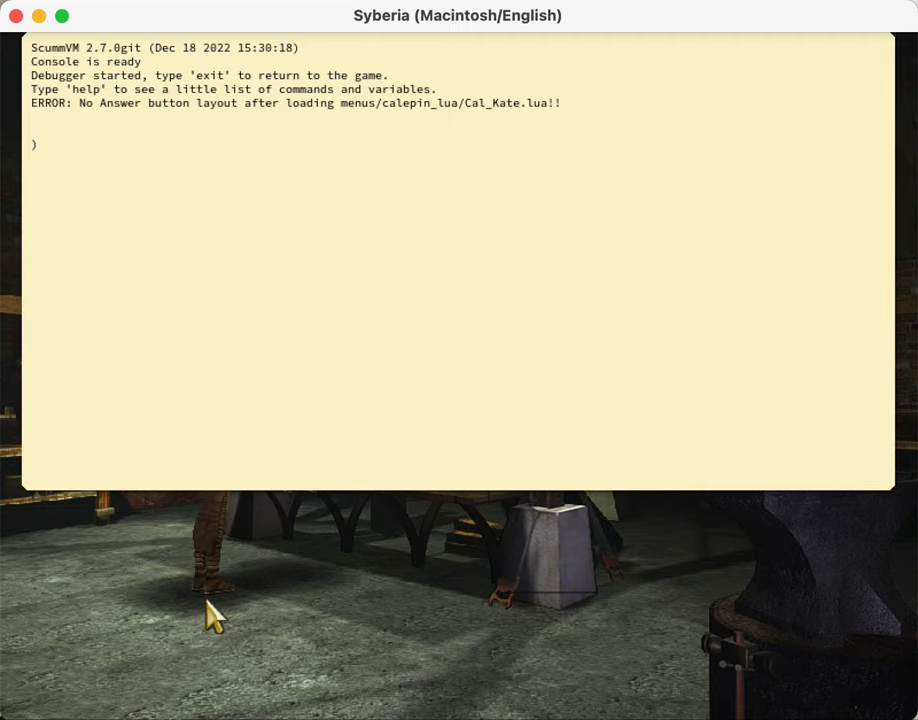 Syberia (Macintosh/English)
ScummVM 2.7.0git (Dec 18 2022 15:30:18)
Console is ready
Debugger started, type 'exit' to return to the game.
Type 'help' to see a little list of commands and variables.
ERROR: No Answer button layout after loading menus/calepin_lua/Cal_Kate.lua!!
)